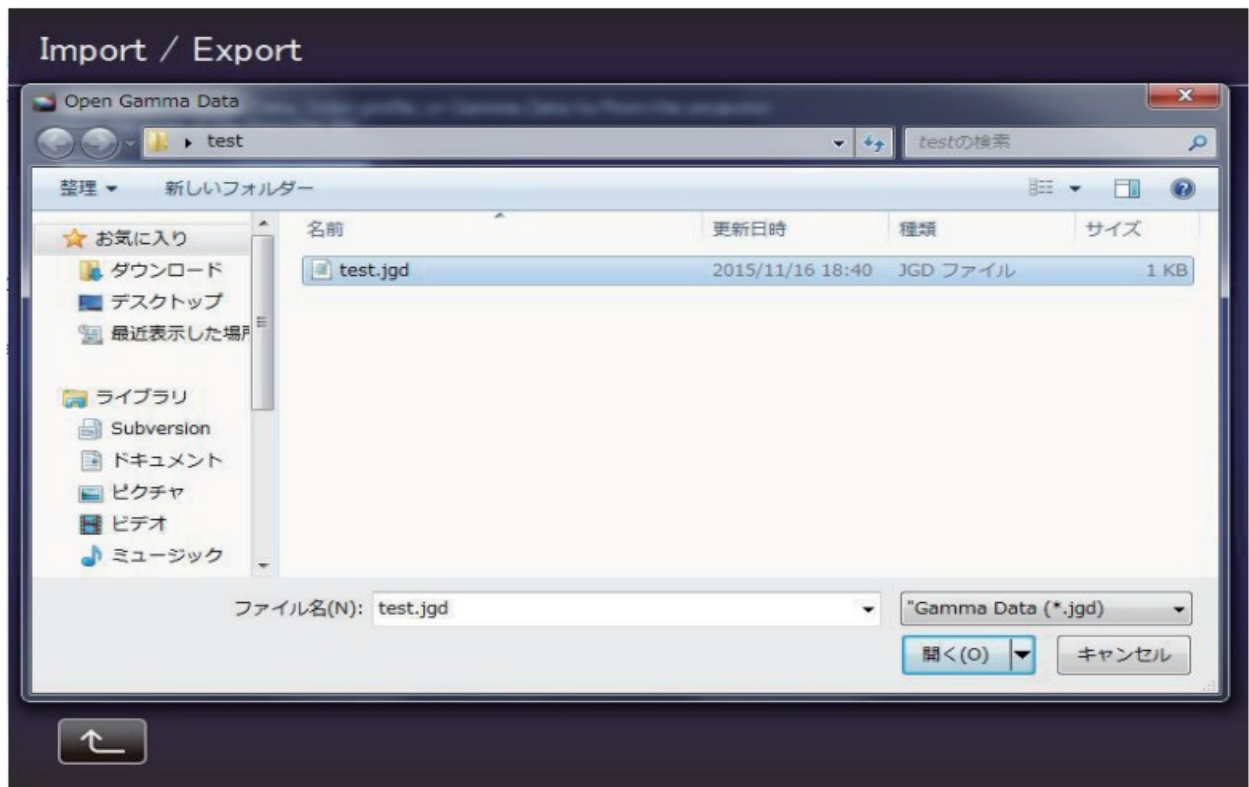 Import / Export
Open Gamma Data
test
testの検索
整理
新しいフォルダー
名前
更新日時
種類
サイズ
test.jgd
2015/11/16 18:40
JGD ファイル
1 KB
お気に入り
ダウンロード
デスクトップ
最近表示した場所
ライブラリ
Subversion
ドキュメント
ピクチャ
ビデオ
ミュージック
ファイル名(N):
test.jgd
"Gamma Data (*.jgd)
開く(O)
キャンセル